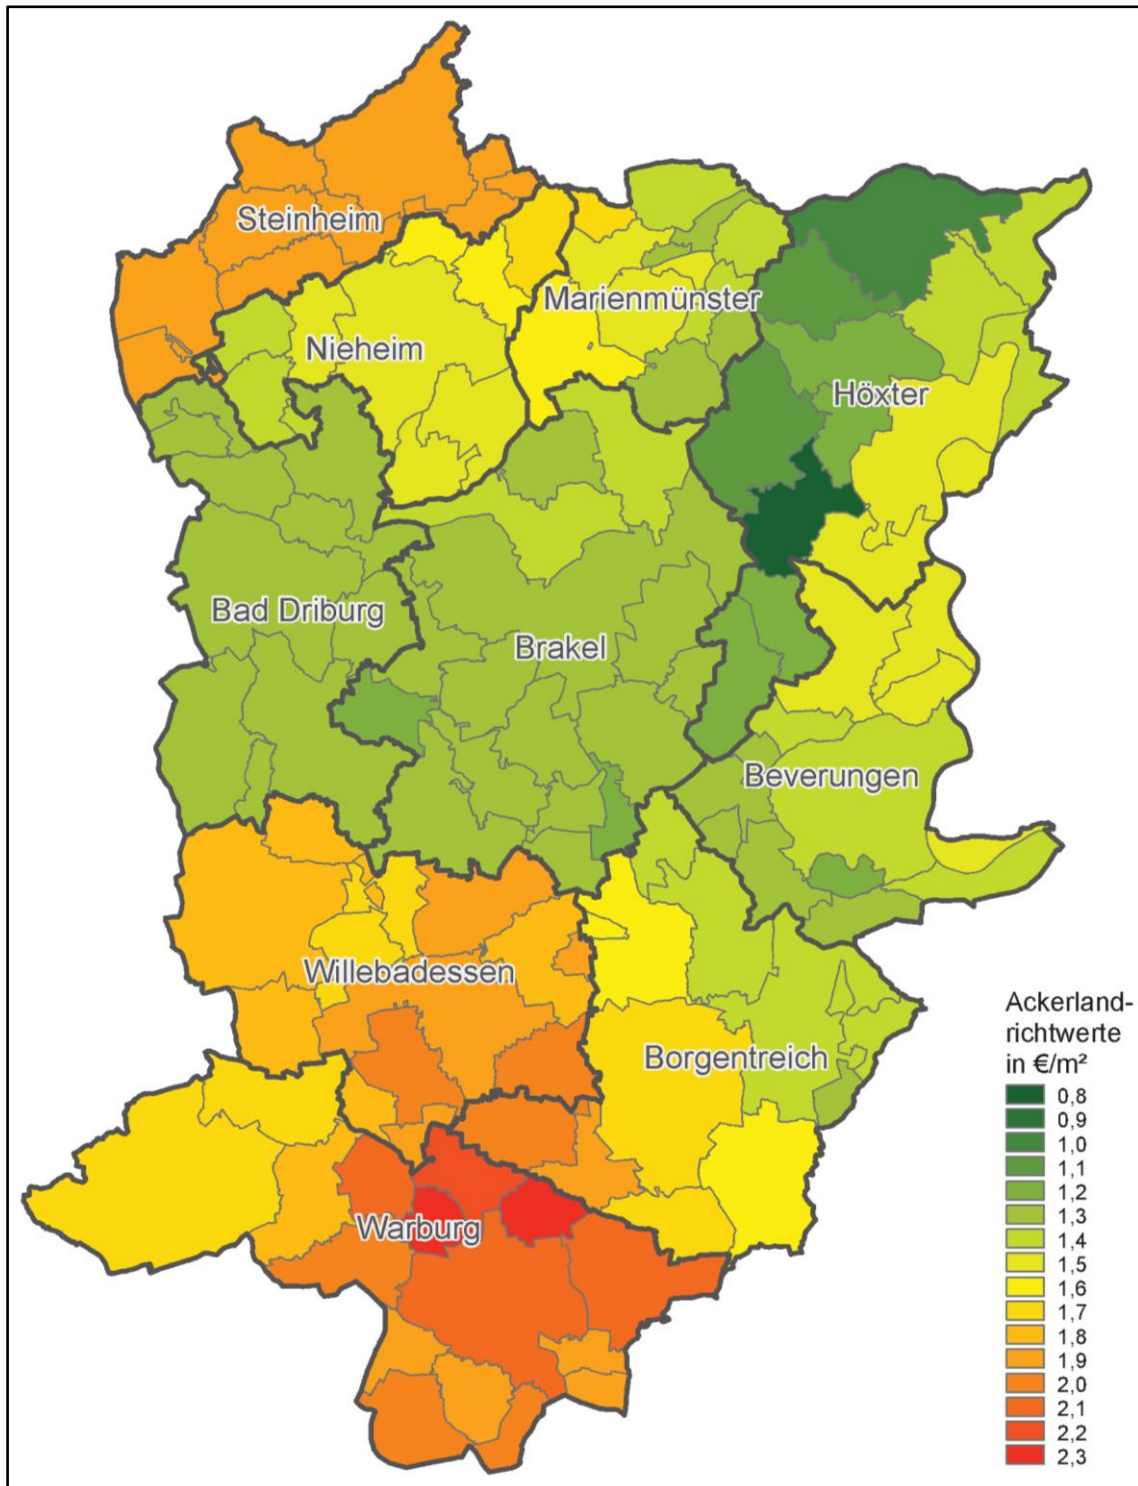 Steinheim
Marienmünster
Nieheim
Höxter
Bad Driburg
Brakel
Beverungen
Willebadessen
Borgentreich
Warburg
Ackerland-
richtwerte
in €/m²
0,8
0,9
1,0
1,1
1,2
1,3
1,4
1,5
1,6
1,7
1,8
1,9
2,0
2,1
2,2
2,3